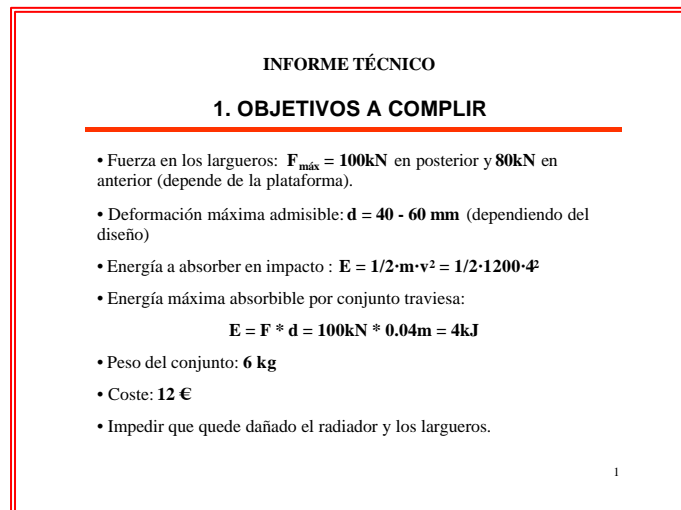 INFORME TÉCNICO
1. OBJETIVOS A COMPLIR
• Fuerza en los largueros: Fmáx = 100kN en posterior y 80kN en
anterior (depende de la plataforma).
• Deformación máxima admisible: d = 40 - 60 mm (dependiendo del
diseño)
• Energía a absorber en impacto : E = 1/2·m·v² = 1/2·1200·4²
• Energía máxima absorbible por conjunto traviesa:
E = F * d = 100kN * 0.04m = 4kJ
• Peso del conjunto: 6 kg
• Coste: 12 €
• Impedir que quede dañado el radiador y los largueros.
1